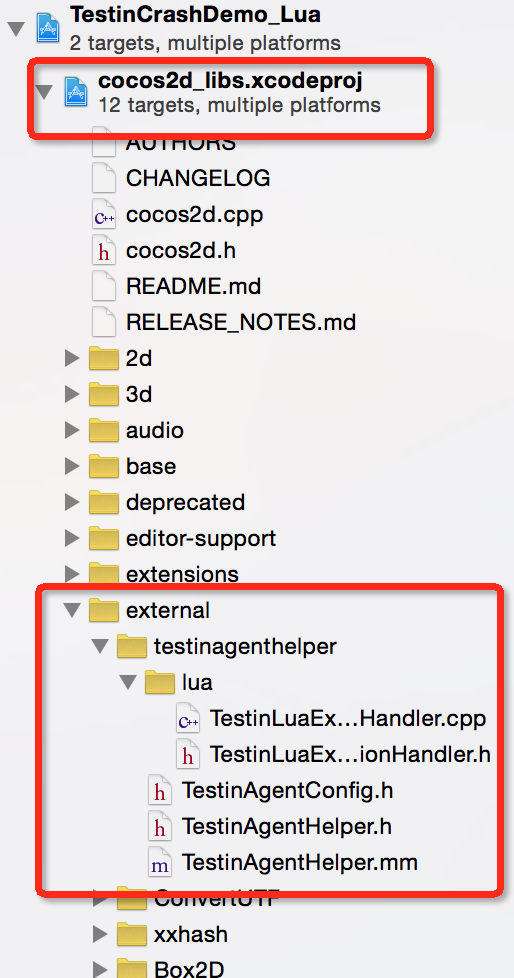 TestinCrashDemo_Lua
2 targets, multiple platforms
cocos2d_libs.xcodeproj
12 targets, multiple platforms
AUTHORS
CHANGELOG
c++ cocos2d.cpp
h cocos2d.h
README.md
RELEASE_NOTES.md
2d
3d
audio
base
deprecated
editor-support
extensions
external
testinagenthelper
lua
c++ TestinLuaEx...Handler.cpp
h TestinLuaEx...ionHandler.h
h TestinAgentConfig.h
h TestinAgentHelper.h
m TestinAgentHelper.mm
ConvertUTF
xxhash
Box2D